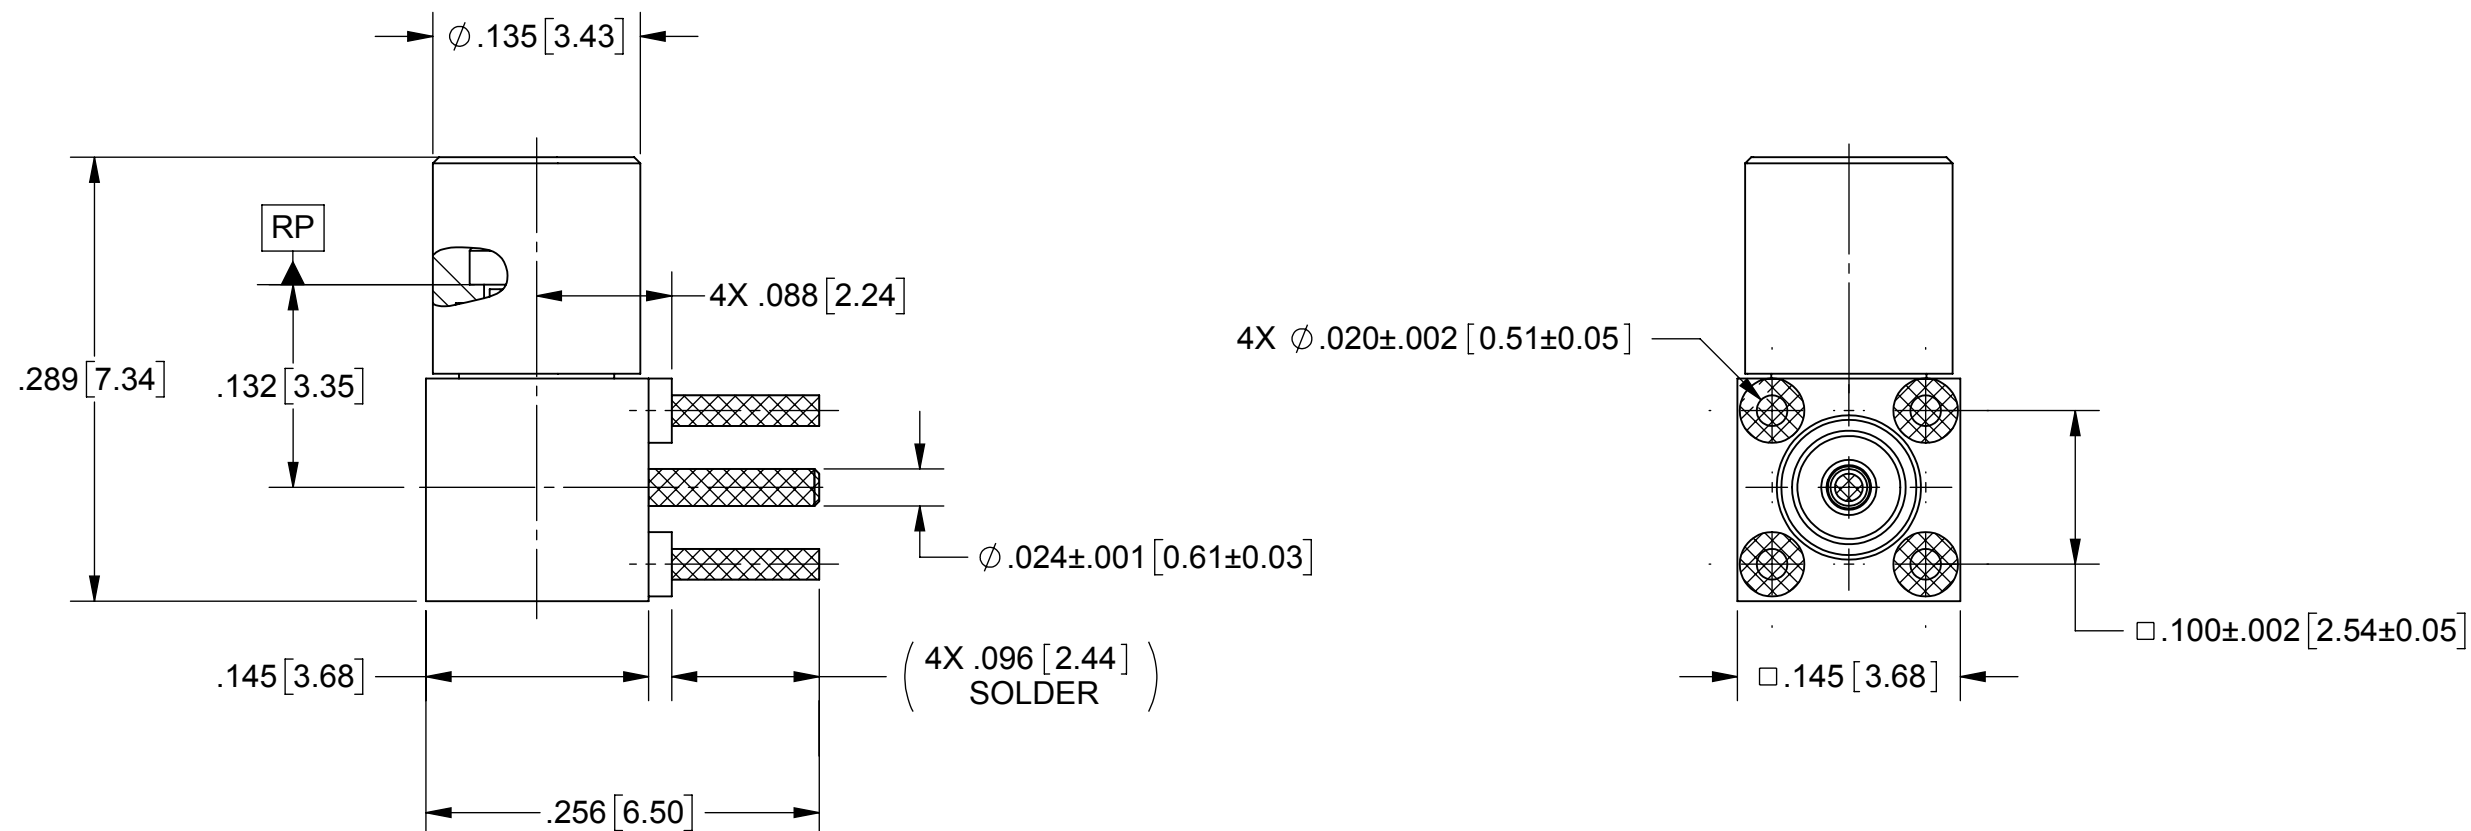 ⌀.135[3.43]
RP
4X .088[2.24]
4X ⌀.020±.002[0.51±0.05]
.289[7.34]
.132[3.35]
⌀.024±.001[0.61±0.03]
□.100±.002[2.54±0.05]
.145[3.68]
(4X .096[2.44]
SOLDER)
□.145[3.68]
.256[6.50]